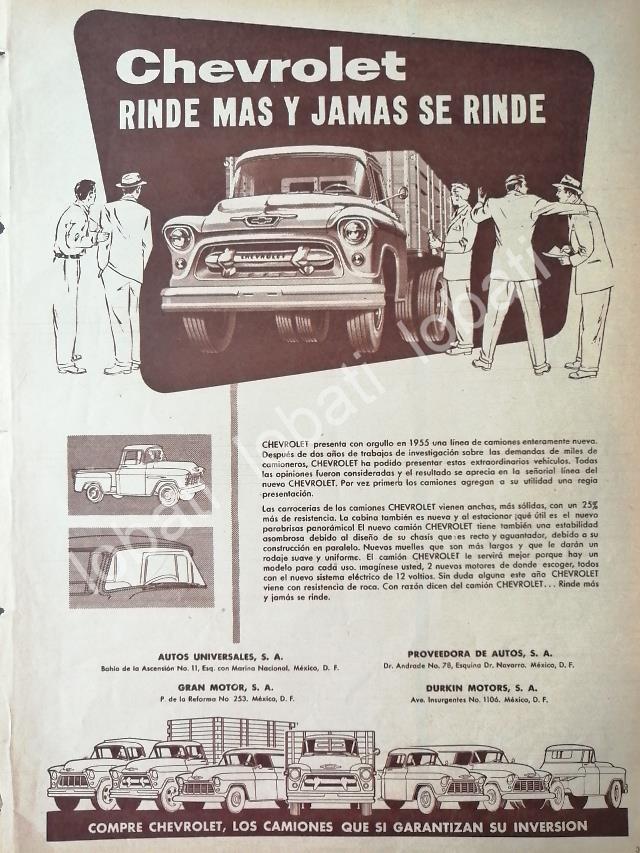 Chevrolet
RINDE MAS Y JAMAS SE RINDE
CHEVROLET
CHEVROLET presenta con orgullo en 1955 una línea de camiones enteramente nueva.
Después de dos años de trabajos de investigación sobre las demandas de miles de
camioneros, CHEVROLET ha podido presentar estos extraordinarios vehículos. Todas
las opiniones fueron consideradas y el resultado se aprecia en la señorial línea del
nuevo CHEVROLET. Por vez primera los camiones agregan a su utilidad una regia
presentación.
Las carrocerías de los camiones CHEVROLET vienen anchas, más sólidas, con un 25%
más de resistencia. La cabina también es nueva y al estacionar ¡qué útil es el nuevo
parabrisas panorámico! El nuevo camión CHEVROLET tiene también una estabilidad
asombrosa debido al diseño de su chasis que es recto y aguantador, debido a su
construcción en paralelo. Nuevos muelles que son más largos y que le darán un
rodaje suave y uniforme. El camión CHEVROLET le servirá mejor porque hay un
modelo para cada uso. Imagínese usted, 2 nuevos motores de donde escoger, todos
con el nuevo sistema eléctrico de 12 voltios. Sin duda alguna este año CHEVROLET
viene con resistencia de roca. Con razón dicen del camión CHEVROLET... Rinde más
y jamás se rinde.
AUTOS UNIVERSALES, S. A.
Bahía de la Ascensión No. 11, Esq. con Marina Nacional, México, D. F.
PROVEEDORA DE AUTOS, S. A.
Dr. Andrade No. 78, Esquina Dr. Navarro. México, D. F.
GRAN MOTOR, S. A.
P. de la Reforma No 253. México, D. F.
DURKIN MOTORS, S. A.
Ave. Insurgentes No. 1106. México, D. F.
COMPRE CHEVROLET, LOS CAMIONES QUE SI GARANTIZAN SU INVERSION
lobati lobati lobati lobati lobati